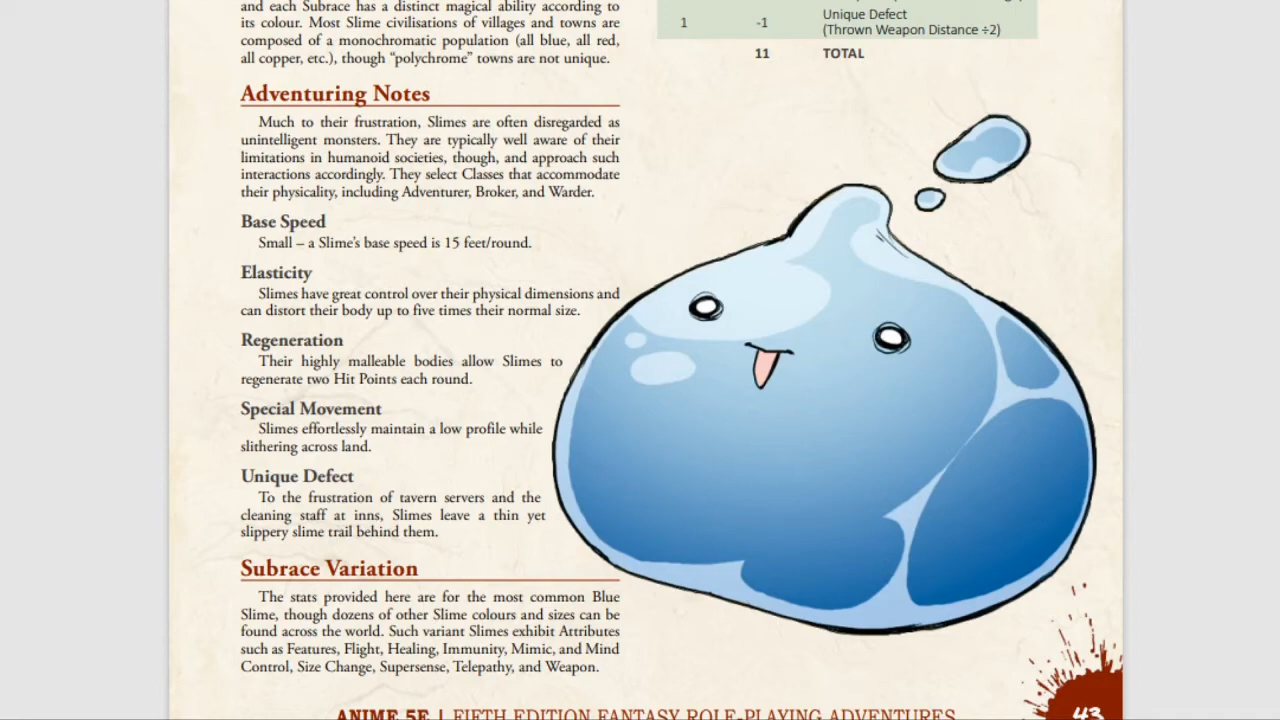 and each Subrace has a distinct magical ability according to
its colour. Most Slime civilisations of villages and towns are
composed of a monochromatic population (all blue, all red,
all copper, etc.), though “polychrome” towns are not unique.
Adventuring Notes
Much to their frustration, Slimes are often disregarded as
unintelligent monsters. They are typically well aware of their
limitations in humanoid societies, though, and approach such
interactions accordingly. They select Classes that accommodate
their physicality, including Adventurer, Broker, and Warder.
Base Speed
Small – a Slime’s base speed is 15 feet/round.
Elasticity
Slimes have great control over their physical dimensions and
can distort their body up to five times their normal size.
Regeneration
Their highly malleable bodies allow Slimes to
regenerate two Hit Points each round.
Special Movement
Slimes effortlessly maintain a low profile while
slithering across land.
Unique Defect
To the frustration of tavern servers and the
cleaning staff at inns, Slimes leave a thin yet
slippery slime trail behind them.
Subrace Variation
The stats provided here are for the most common Blue
Slime, though dozens of other Slime colours and sizes can be
found across the world. Such variant Slimes exhibit Attributes
such as Features, Flight, Healing, Immunity, Mimic, and Mind
Control, Size Change, Supersense, Telepathy, and Weapon.
1 -1 Unique Defect
(Thrown Weapon Distance ÷2)
11 TOTAL
ANIME 5E | FIFTH EDITION FANTASY ROLE-PLAYING ADVENTURES
43